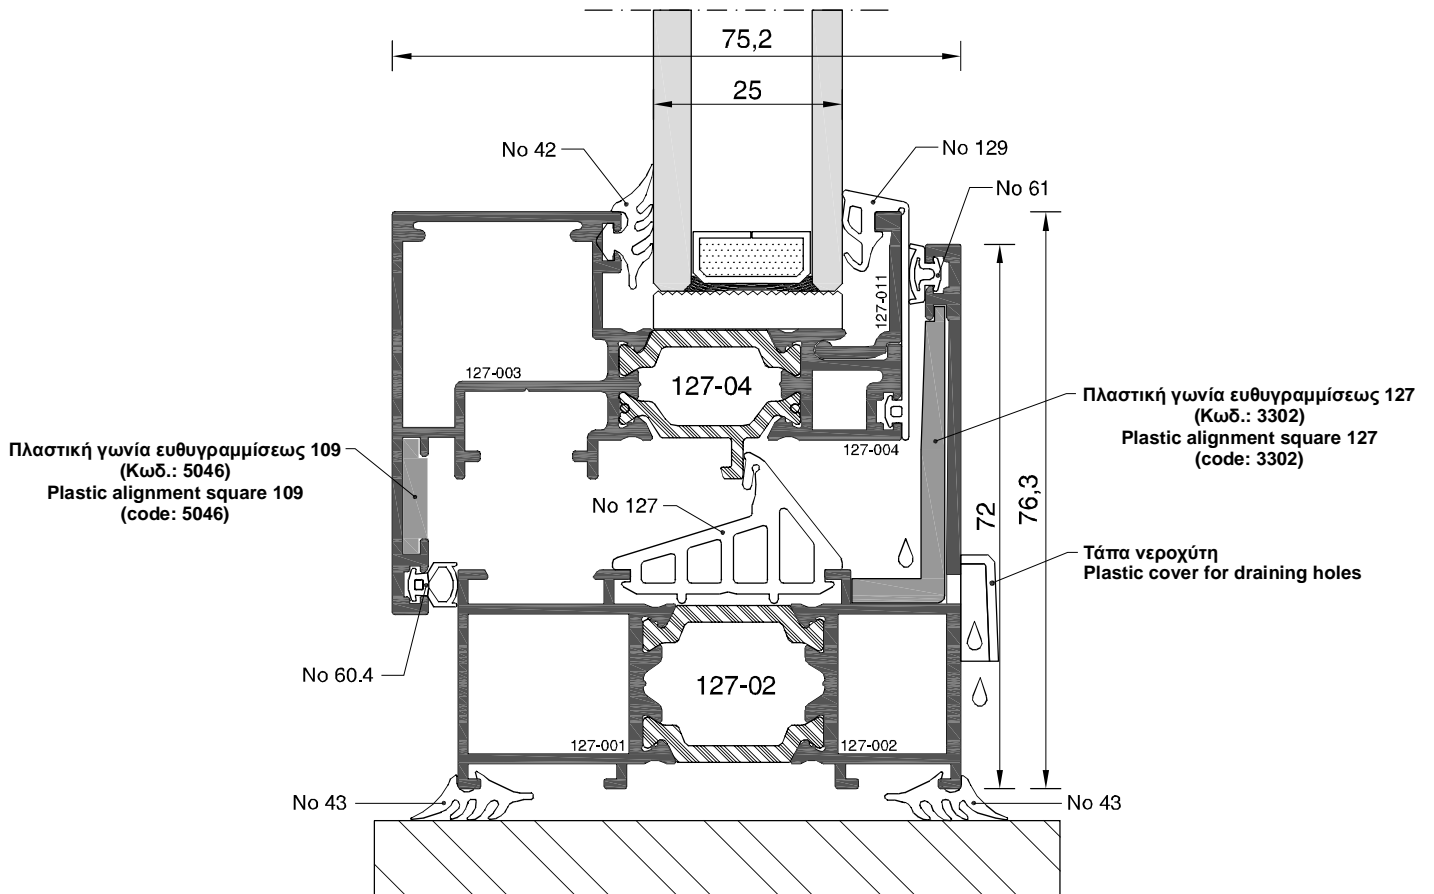 75,2
25
No 42
No 129
No 61
127-011
127-003
127-04
127-004
Πλαστική γωνία ευθυγραμμίσεως 127
(Κωδ.: 3302)
Plastic alignment square 127
(code: 3302)
Πλαστική γωνία ευθυγραμμίσεως 109
(Κωδ.: 5046)
Plastic alignment square 109
(code: 5046)
No 127
72
76,3
Τάπα νεροχύτη
Plastic cover for draining holes
No 60.4
127-02
127-001
127-002
No 43
No 43